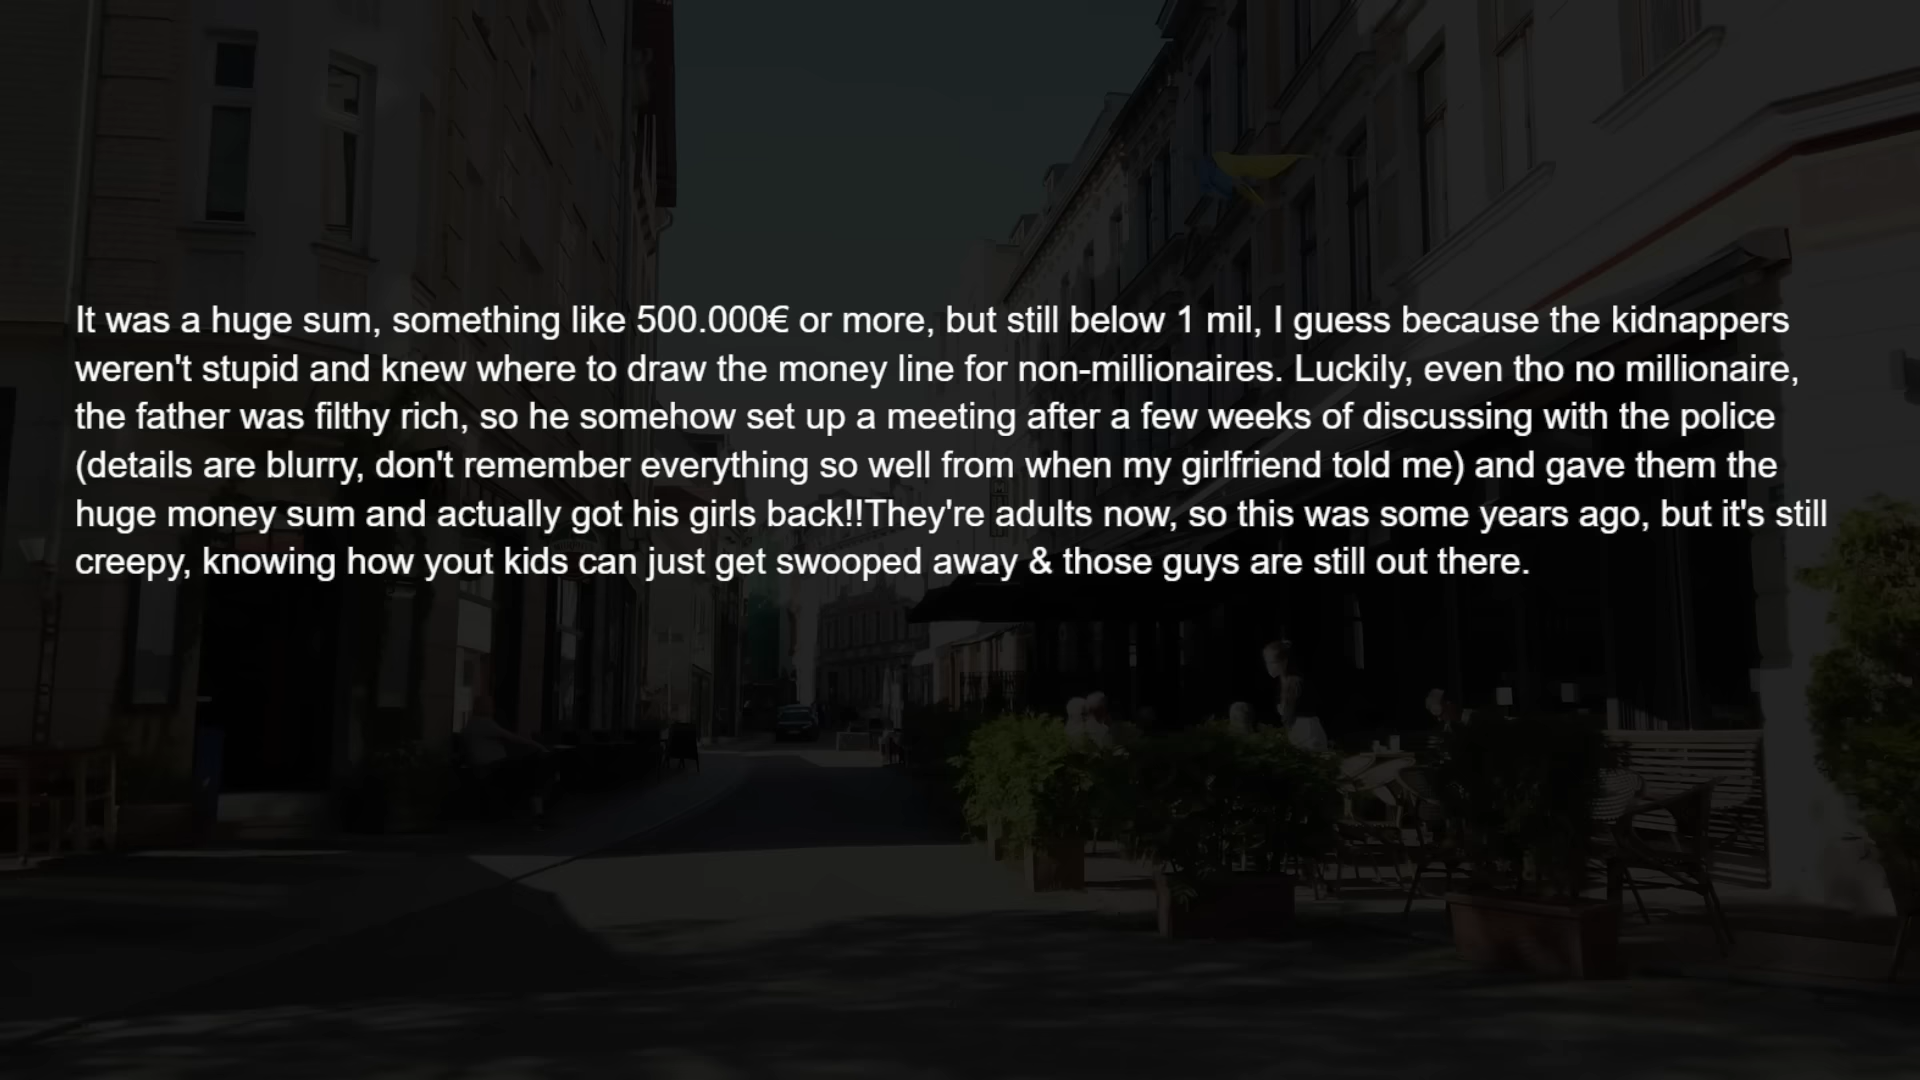 It was a huge sum, something like 500.000€ or more, but still below 1 mil, I guess because the kidnappers
weren't stupid and knew where to draw the money line for non-millionaires. Luckily, even tho no millionaire,
the father was filthy rich, so he somehow set up a meeting after a few weeks of discussing with the police
(details are blurry, don't remember everything so well from when my girlfriend told me) and gave them the
huge money sum and actually got his girls back!!They're adults now, so this was some years ago, but it's still
creepy, knowing how yout kids can just get swooped away & those guys are still out there.